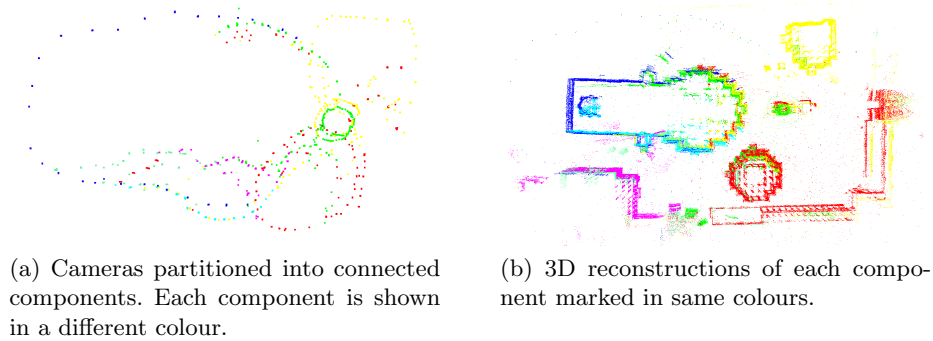 (a) Cameras partitioned into connected
components. Each component is shown
in a different colour.
(b) 3D reconstructions of each compo-
nent marked in same colours.